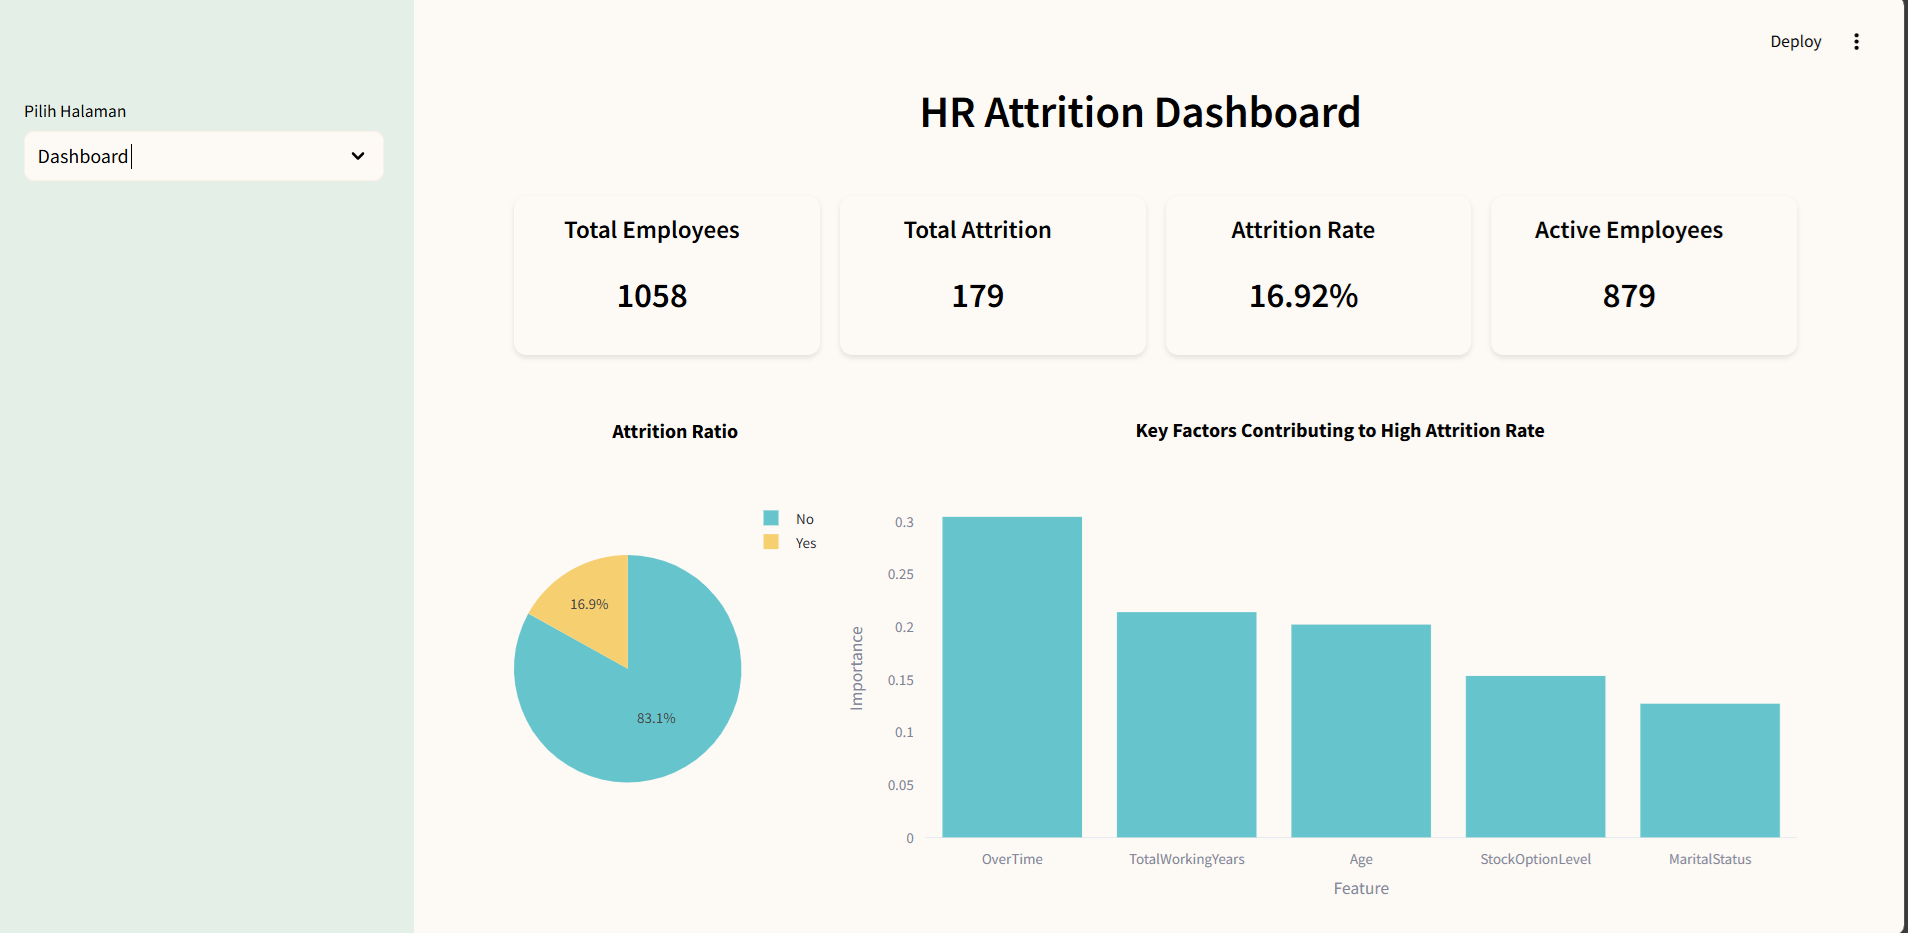 Deploy
Pilih Halaman
Dashboard
HR Attrition Dashboard
Total Employees
1058
Total Attrition
179
Attrition Rate
16.92%
Active Employees
879
Attrition Ratio
No
Yes
16.9%
83.1%
Key Factors Contributing to High Attrition Rate
0.3
0.25
0.2
0.15
0.1
0.05
0
Importance
OverTime
TotalWorkingYears
Age
StockOptionLevel
MaritalStatus
Feature